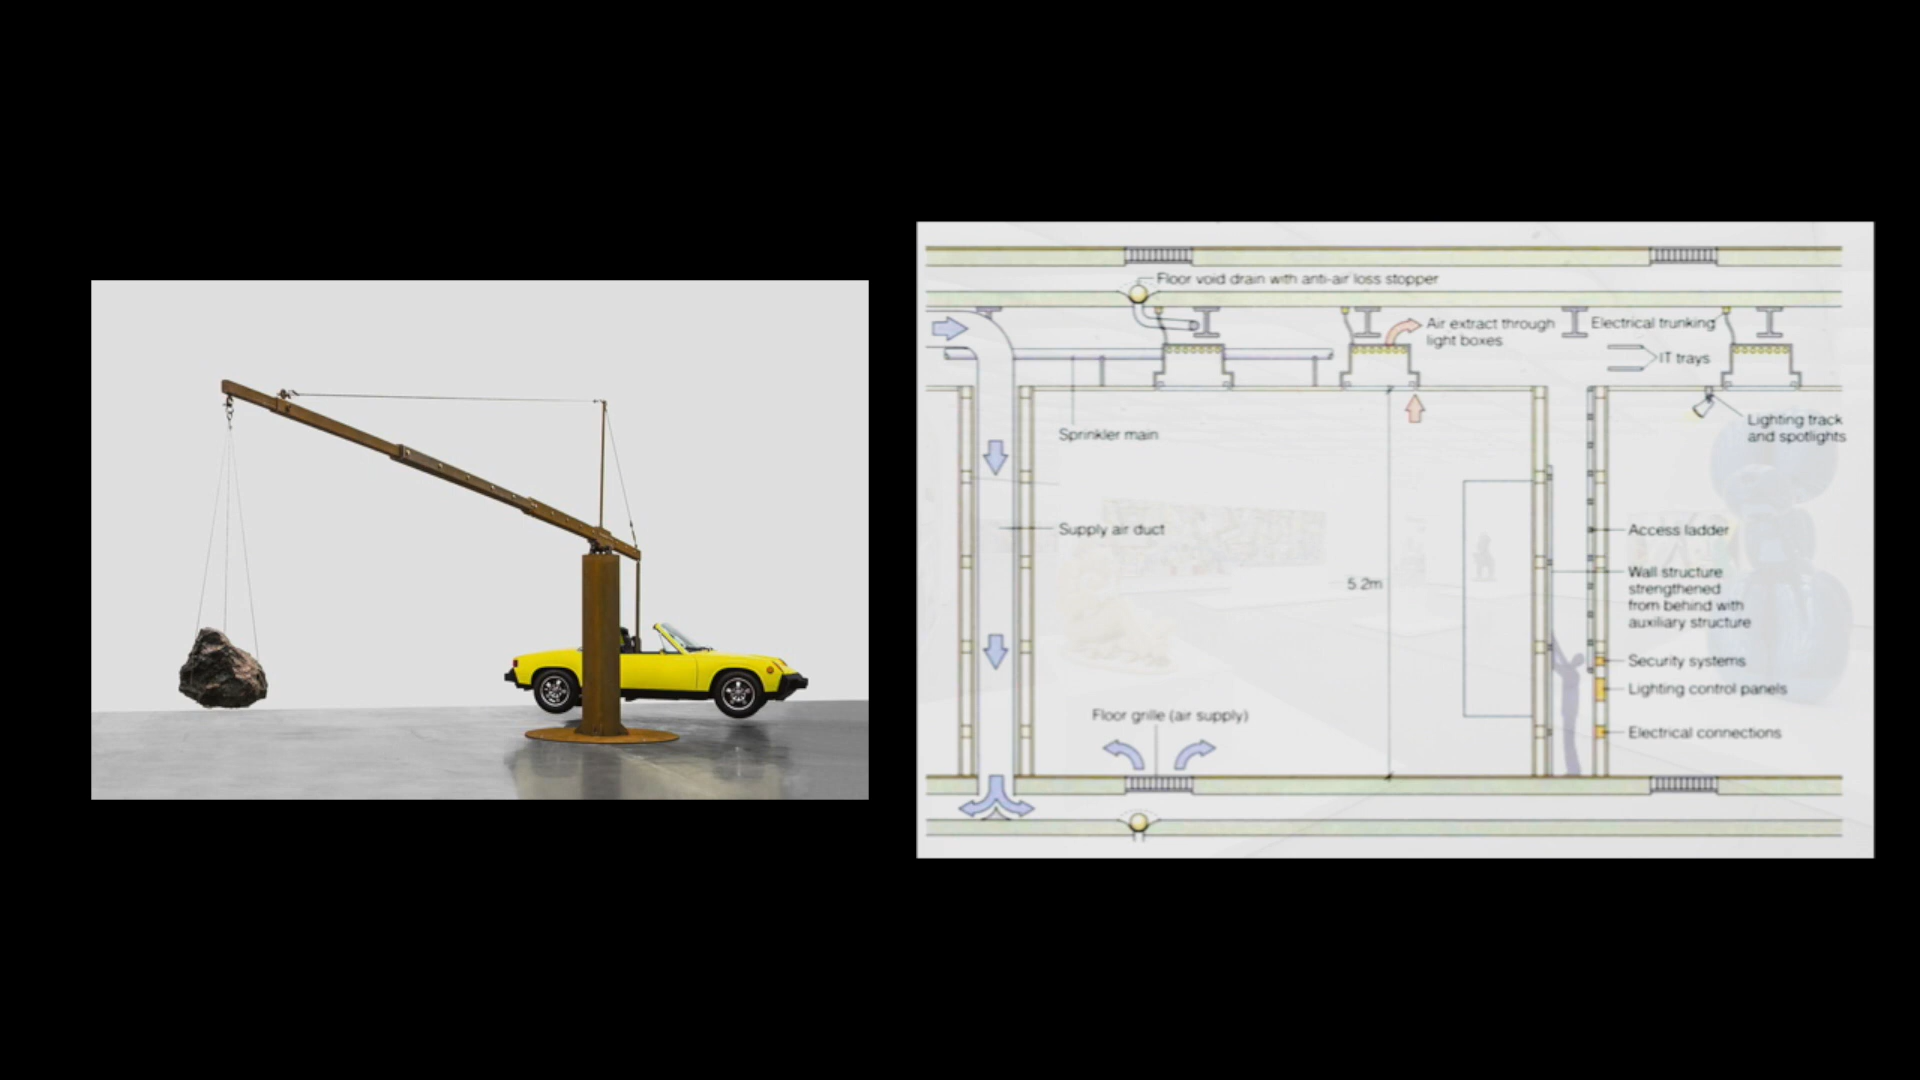 Floor void drain with anti-air loss stopper
Air extract through
light boxes
Electrical trunking
IT trays
Lighting track
and spotlights
Sprinkler main
Supply air duct
Access ladder
5.2m
Wall structure
strengthened
from behind with
auxiliary structure
Security systems
Lighting control panels
Floor grille (air supply)
Electrical connections